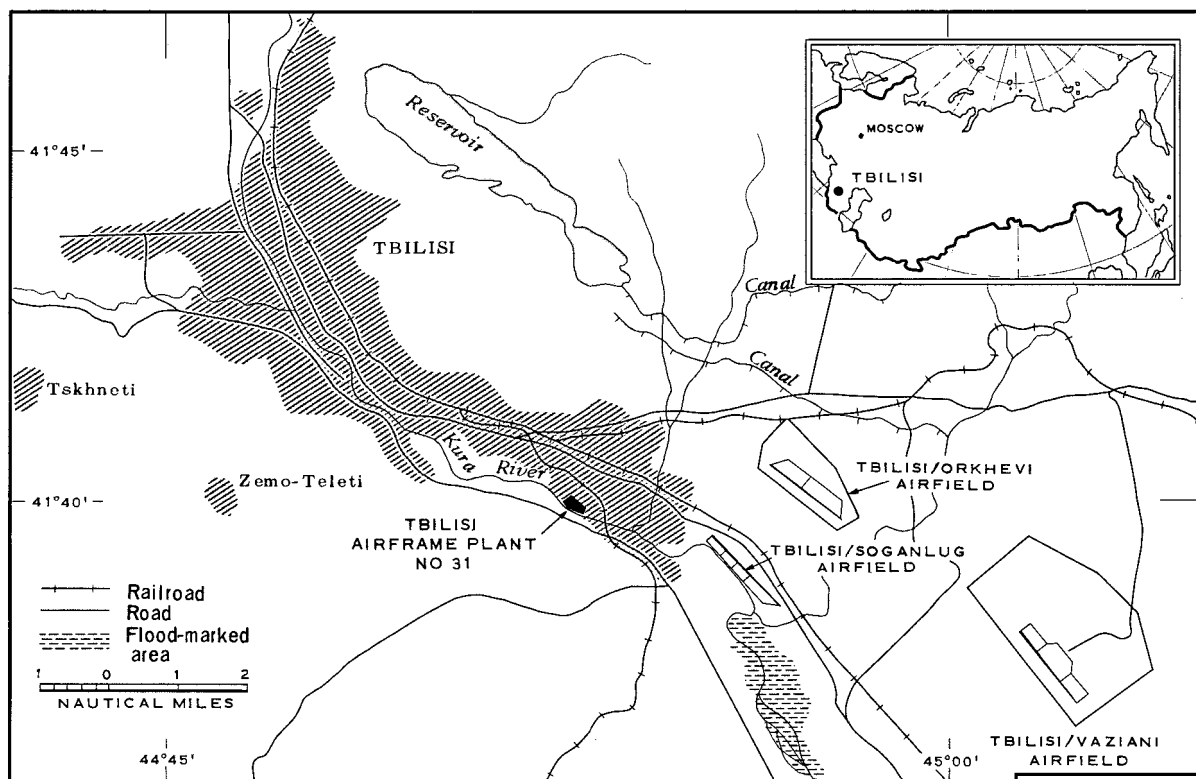 Reservoir
MOSCOW
TBILISI
41°45'
TBILISI
Canal
Canal
Tskhneti
Kura
River
Zemo-Teleti
41°40'
TBILISI/ORKHEVI
AIRFIELD
TBILISI
AIRFRAME PLANT
NO 31
TBILISI/SOGANLUG
AIRFIELD
Railroad
Road
Flood-marked
area
1 0 1 2
NAUTICAL MILES
44°45'
45°00'
TBILISI/VAZIANI
AIRFIELD